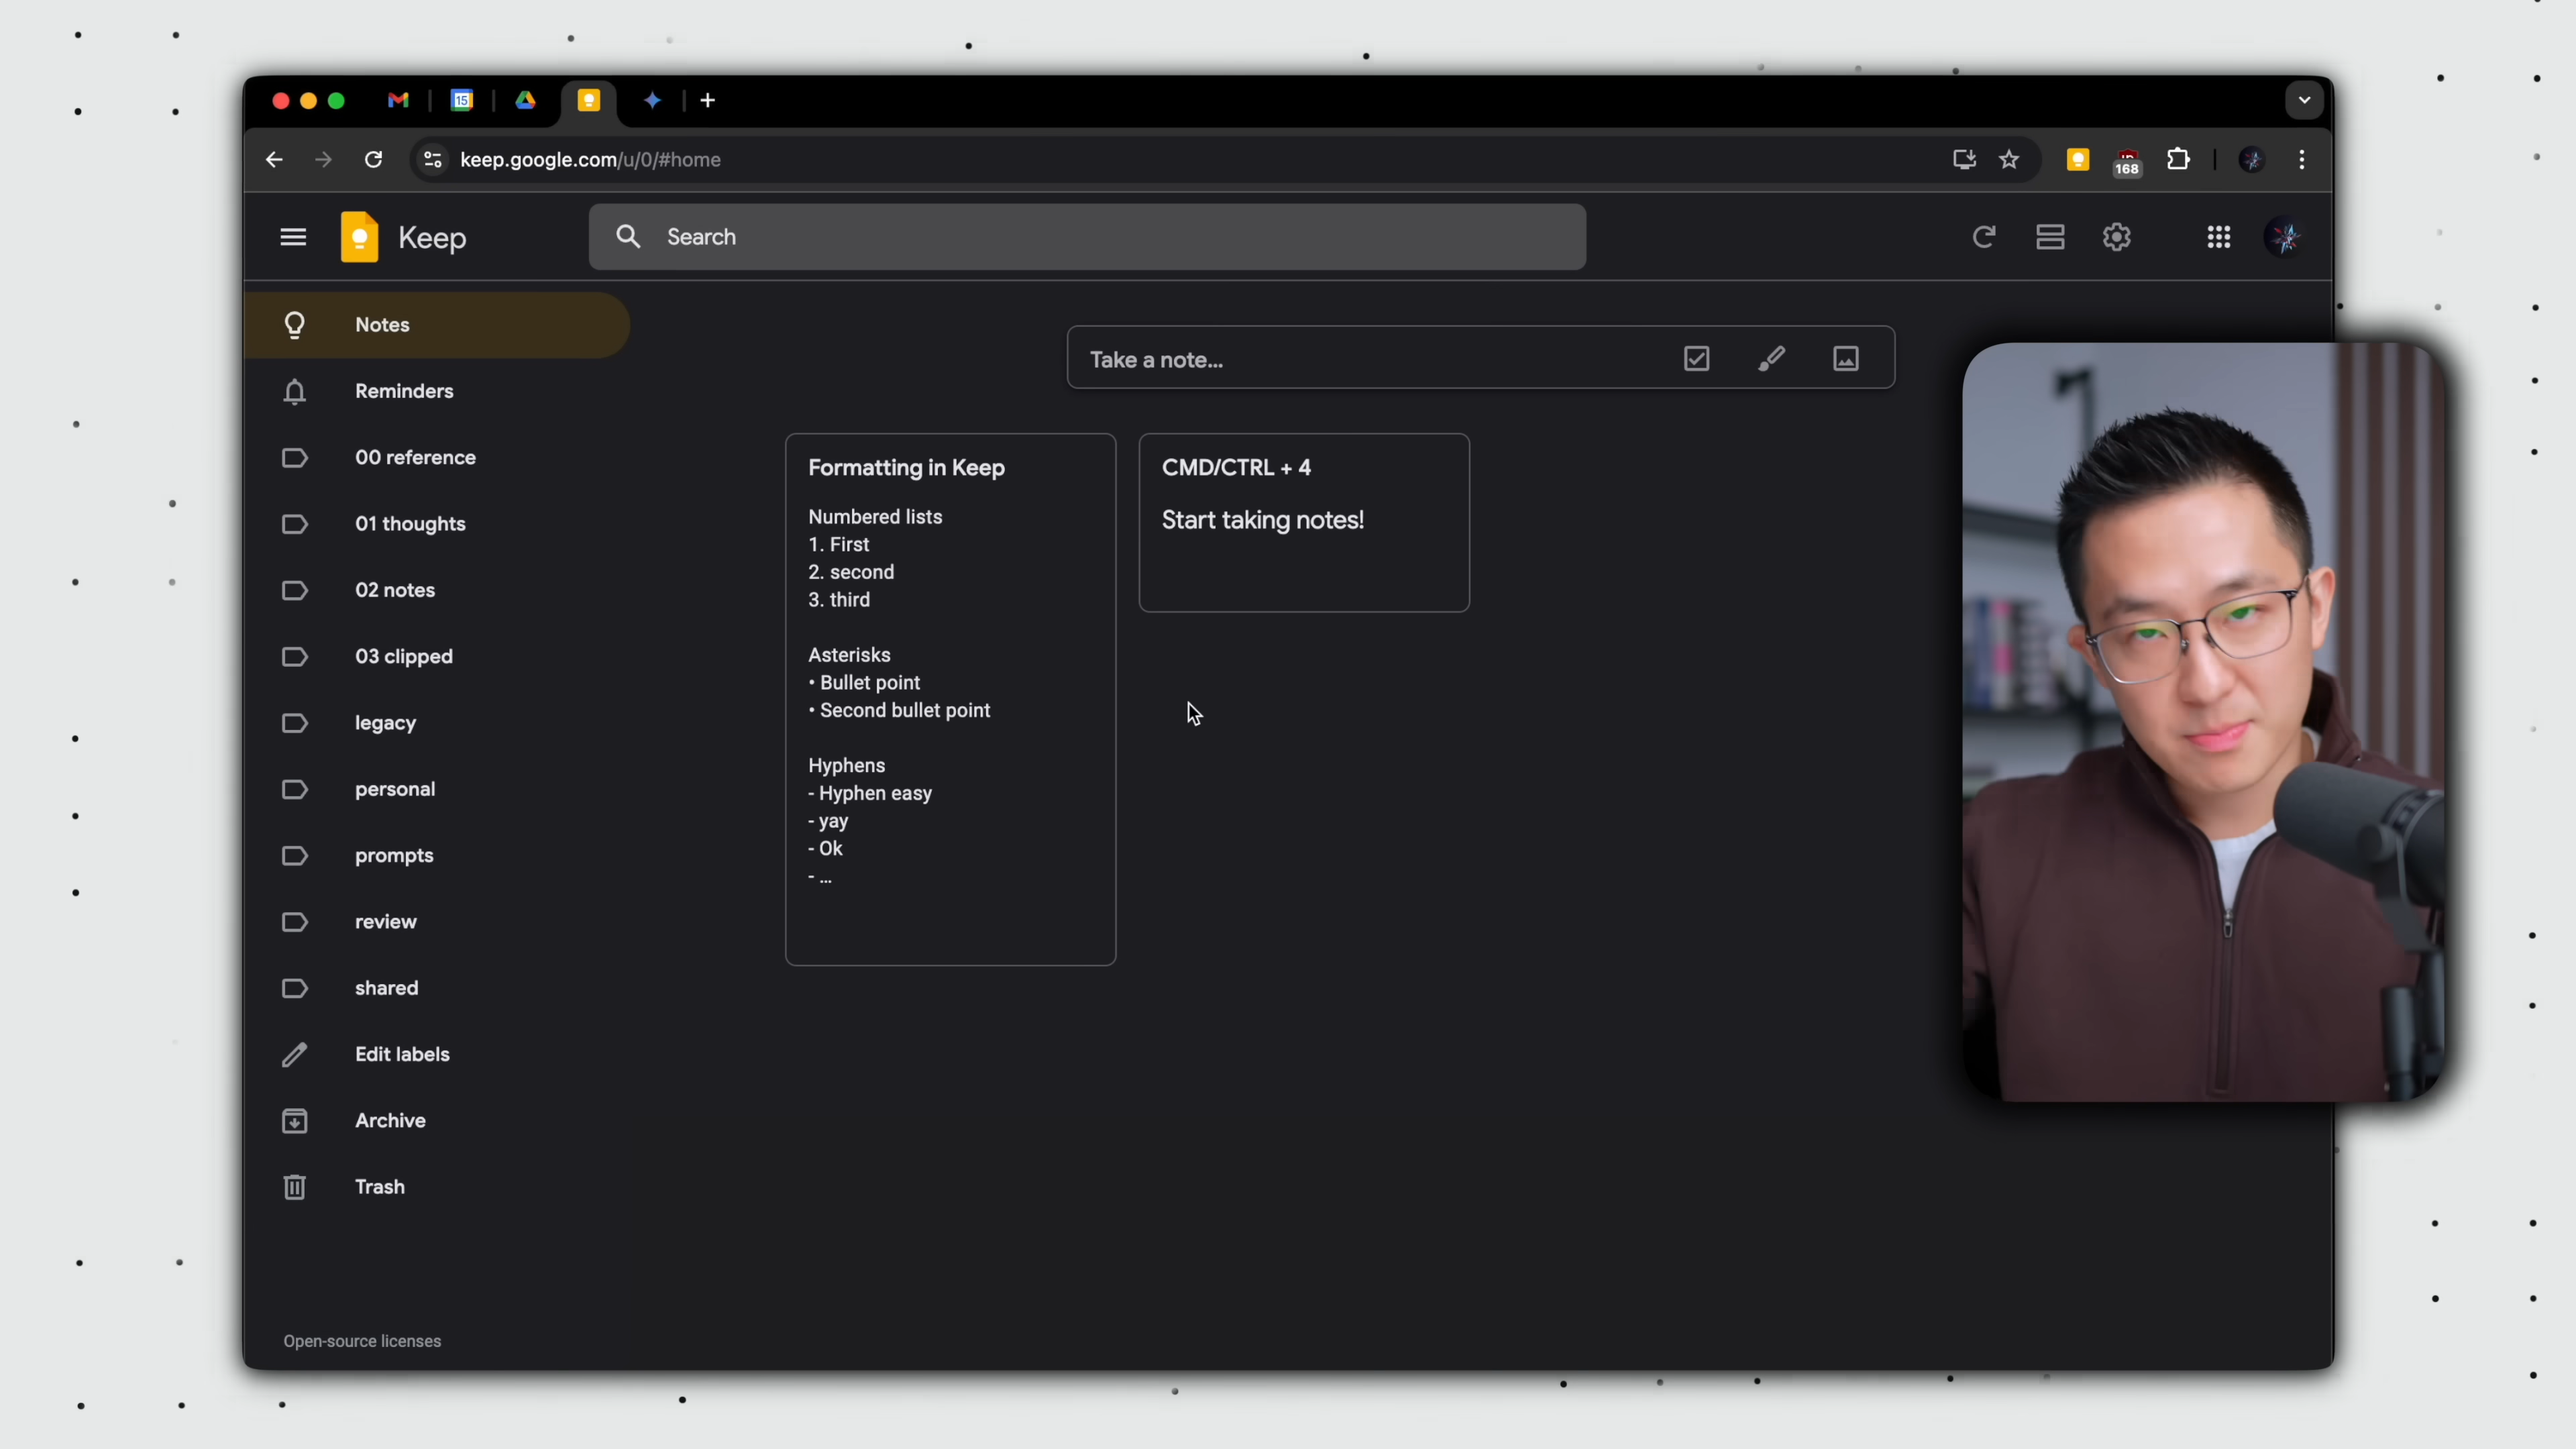 15
keep.google.com/u/0/#home
168
Keep
Search
Notes
Reminders
00 reference
01 thoughts
02 notes
03 clipped
legacy
personal
prompts
review
shared
Edit labels
Archive
Trash
Open-source licenses
Take a note...
Formatting in Keep
Numbered lists
1. First
2. second
3. third
Asterisks
• Bullet point
• Second bullet point
Hyphens
- Hyphen easy
- yay
- Ok
- ...
CMD/CTRL + 4
Start taking notes!